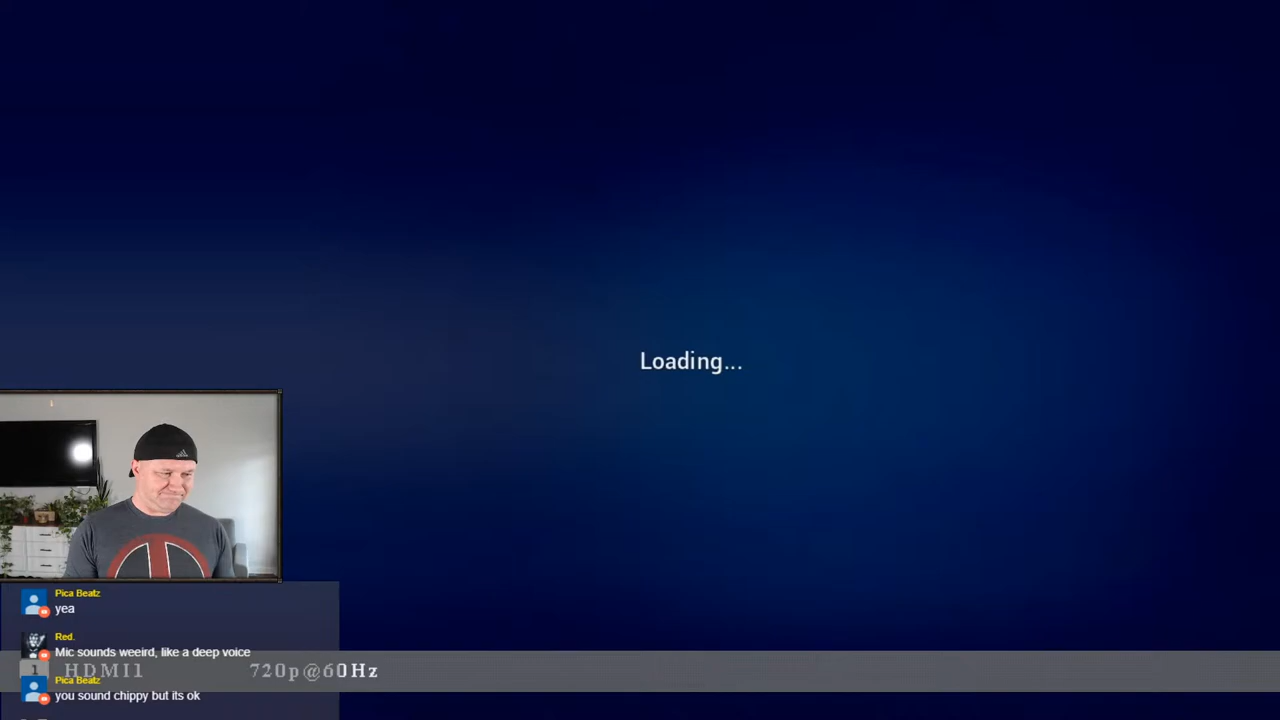 Loading...
Pica Beatz
yea
Red.
Mic sounds weeird, like a deep voice
1 HDMI1 720p@60Hz
Pica Beatz
you sound chippy but its ok